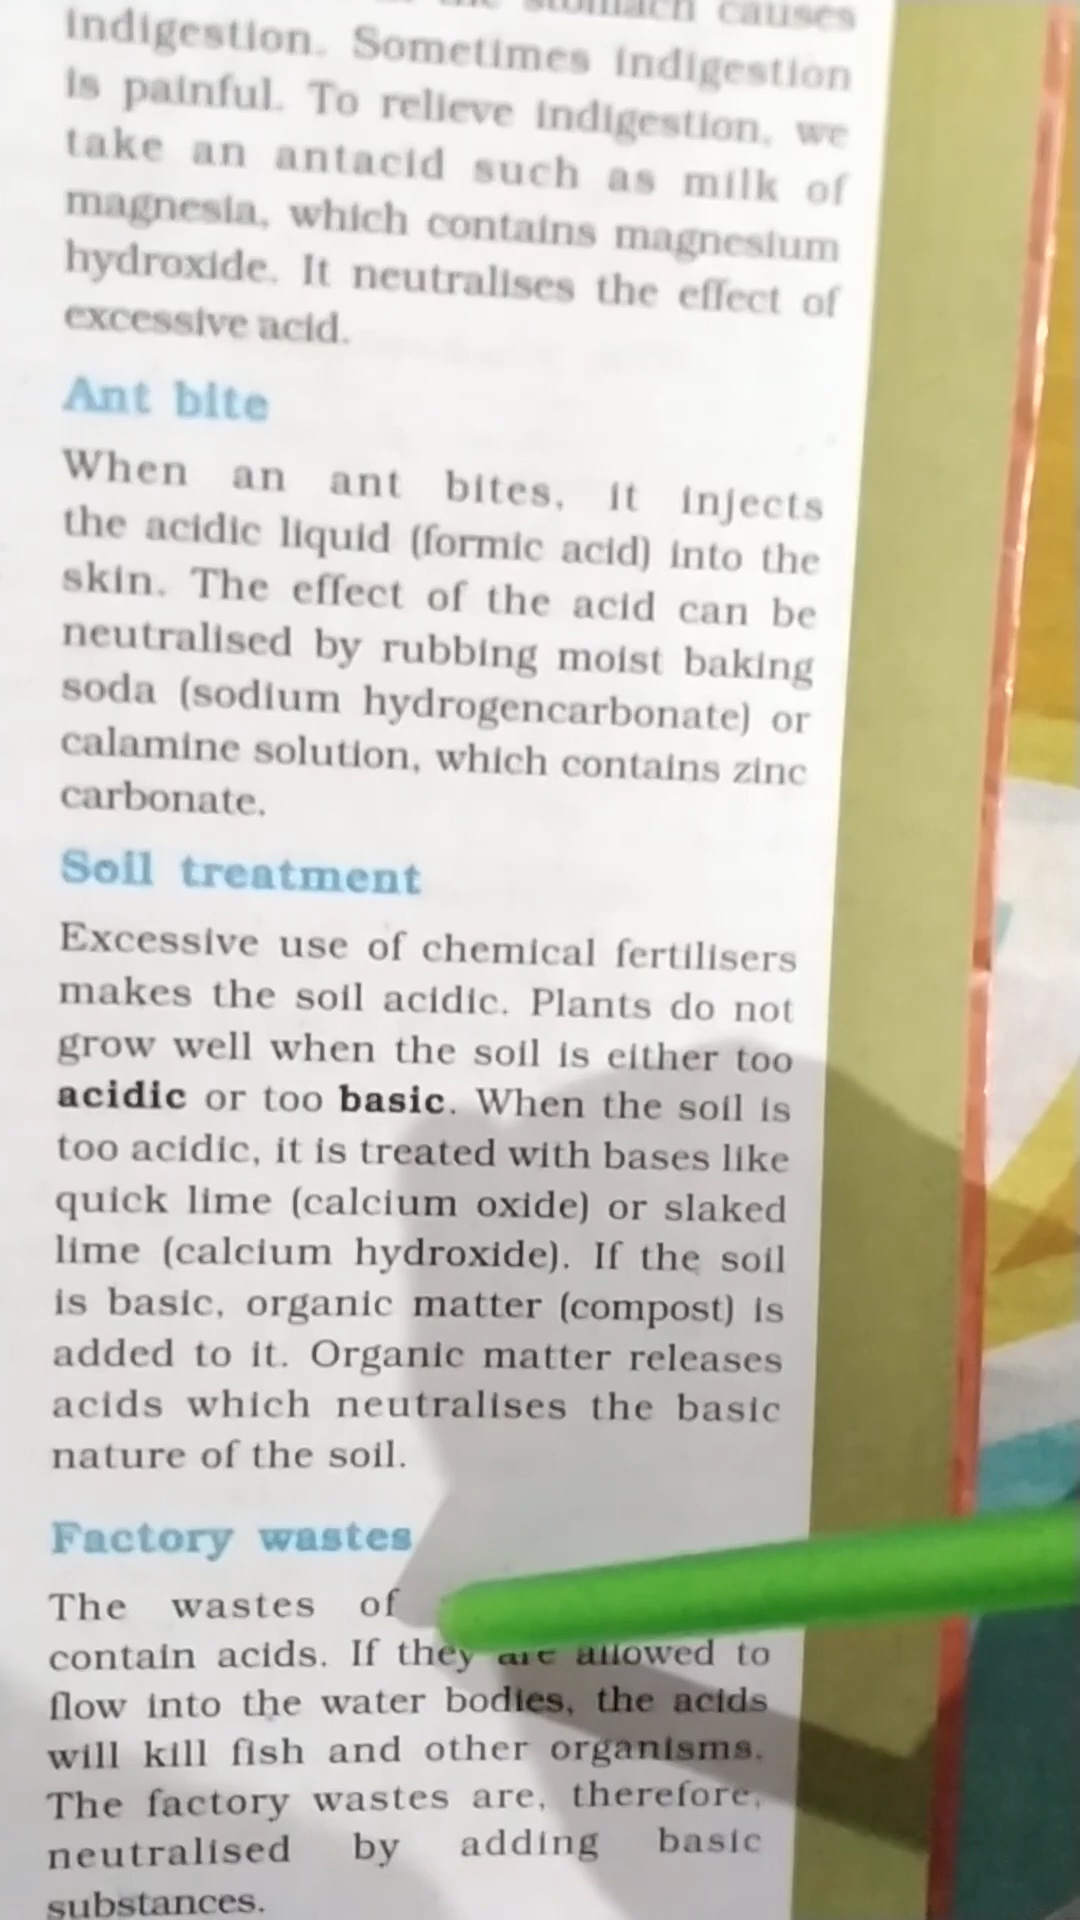 the stomach causes
indigestion. Sometimes indigestion
is painful. To relieve indigestion, we
take an antacid such as milk of
magnesia, which contains magnesium
hydroxide. It neutralises the effect of
excessive acid.
Ant bite
When an ant bites, it injects
the acidic liquid (formic acid) into the
skin. The effect of the acid can be
neutralised by rubbing moist baking
soda (sodium hydrogencarbonate) or
calamine solution, which contains zinc
carbonate.
Soil treatment
Excessive use of chemical fertilisers
makes the soil acidic. Plants do not
grow well when the soil is either too
acidic or too basic. When the soil is
too acidic, it is treated with bases like
quick lime (calcium oxide) or slaked
lime (calcium hydroxide). If the soil
is basic, organic matter (compost) is
added to it. Organic matter releases
acids which neutralises the basic
nature of the soil.
Factory wastes
The wastes of
contain acids. If they are allowed to
flow into the water bodies, the acids
will kill fish and other organisms.
The factory wastes are, therefore,
neutralised by adding basic
substances.